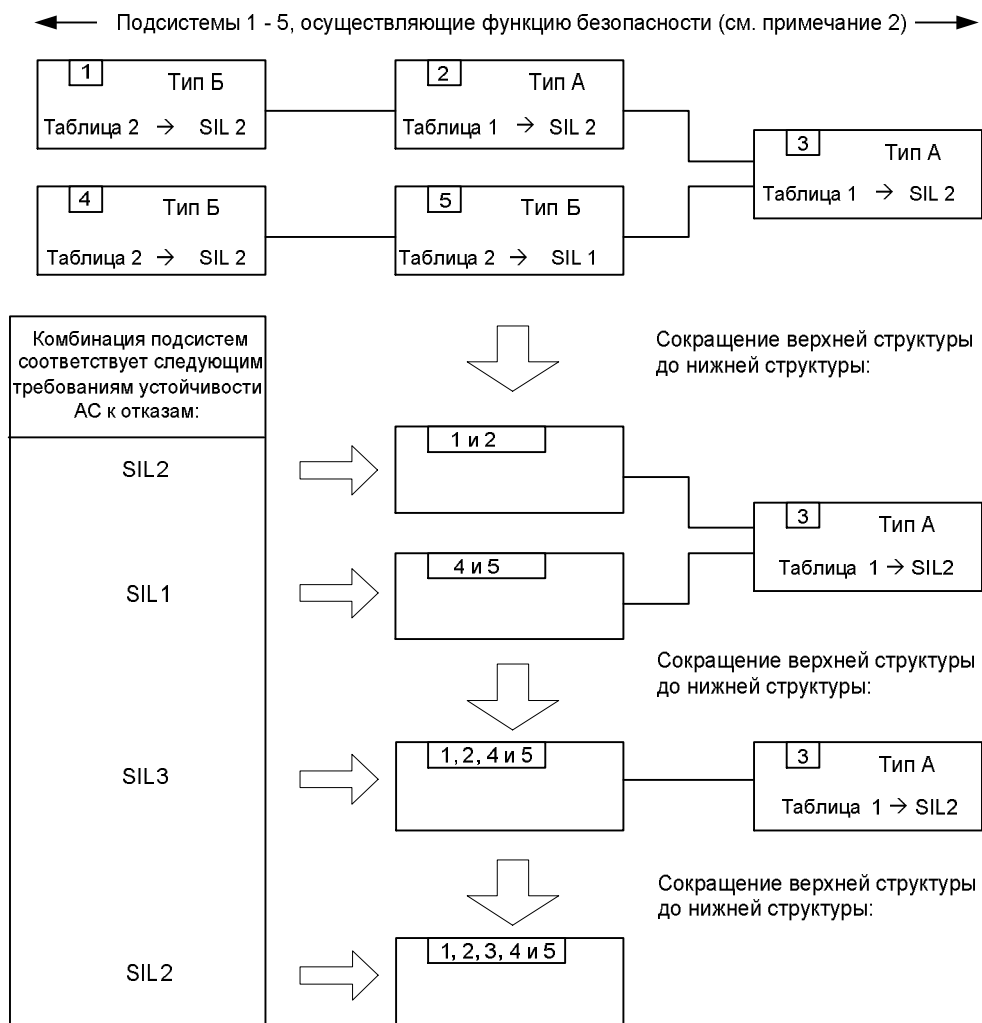 Подсистемы 1 - 5, осуществляющие функцию безопасности (см. примечание 2)
1
Тип Б
Таблица 2 → SIL 2
2
Тип А
Таблица 1 → SIL 2
3
Тип А
Таблица 1 → SIL 2
4
Тип Б
Таблица 2 → SIL 2
5
Тип Б
Таблица 2 → SIL 1
Комбинация подсистем
соответствует следующим
требованиям устойчивости
АС к отказам:
Сокращение верхней структуры
до нижней структуры:
SIL2
1 и 2
3
Тип А
Таблица 1 → SIL2
SIL1
4 и 5
Сокращение верхней структуры
до нижней структуры:
SIL3
1, 2, 4 и 5
3
Тип А
Таблица 1 → SIL2
Сокращение верхней структуры
до нижней структуры:
SIL2
1, 2, 3, 4 и 5